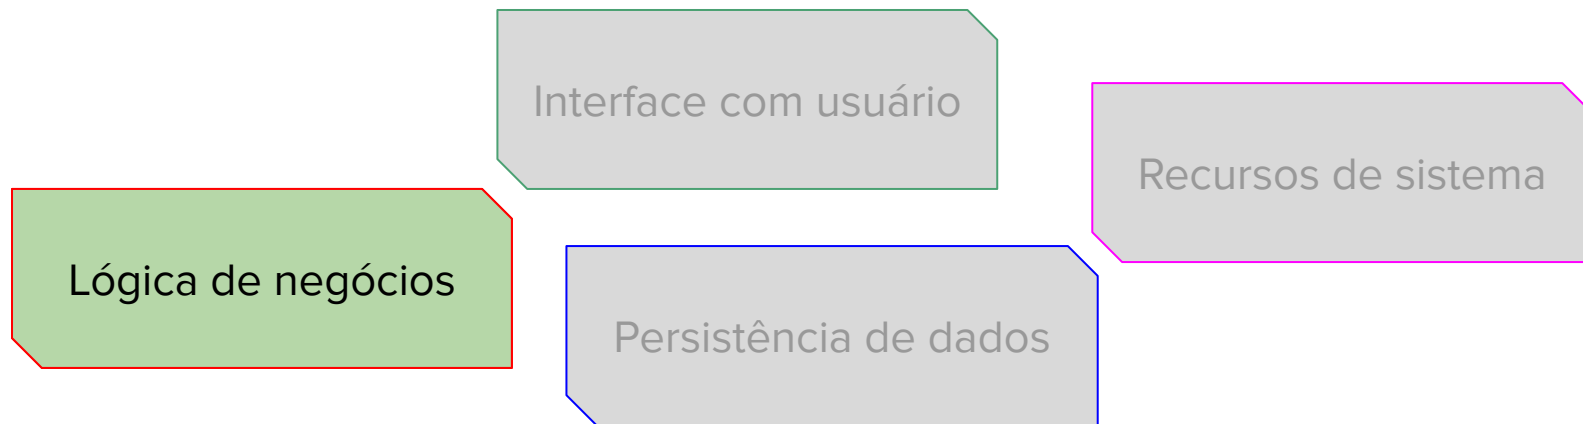 Interface com usuário
Recursos de sistema
Lógica de negócios
Persistência de dados